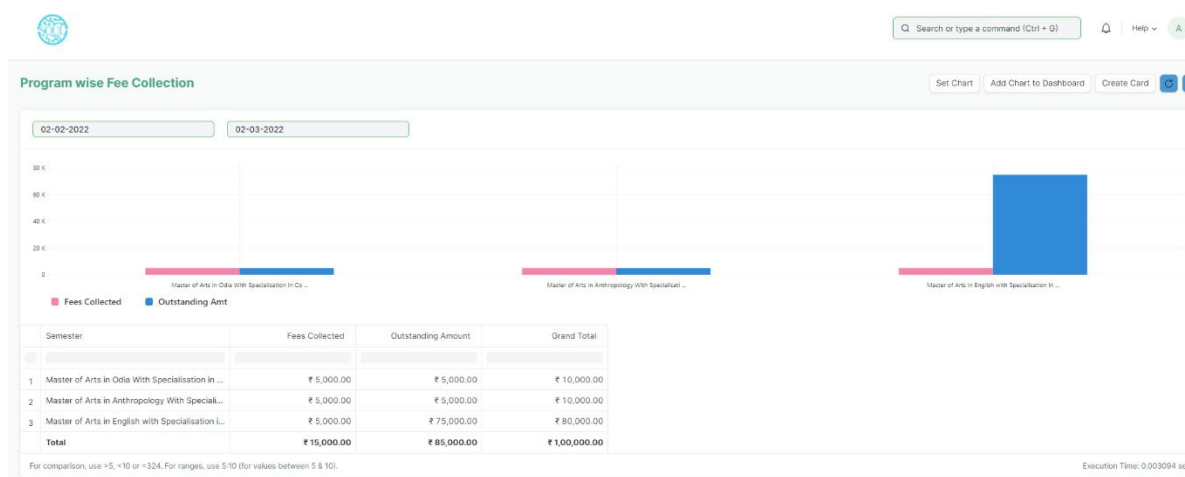 Search or type a command (Ctrl + G)
Help
A
Program wise Fee Collection
Set Chart
Add Chart to Dashboard
Create Card
02-02-2022
02-03-2022
80 K
60 K
40 K
20 K
0
Master of Arts in Odia With Specialisation in Co ...
Master of Arts in Anthropology With Specialisati ...
Master of Arts in English with Specialisation in ...
Fees Collected
Outstanding Amt
Semester Fees Collected Outstanding Amount Grand Total
1 Master of Arts in Odia With Specialisation in ... ₹ 5,000.00 ₹ 5,000.00 ₹ 10,000.00
2 Master of Arts in Anthropology With Speciali... ₹ 5,000.00 ₹ 5,000.00 ₹ 10,000.00
3 Master of Arts in English with Specialisation i... ₹ 5,000.00 ₹ 75,000.00 ₹ 80,000.00
Total ₹ 15,000.00 ₹ 85,000.00 ₹ 1,00,000.00
For comparison, use >5, <10 or =324. For ranges, use 5:10 (for values between 5 & 10).
Execution Time: 0.003094 se